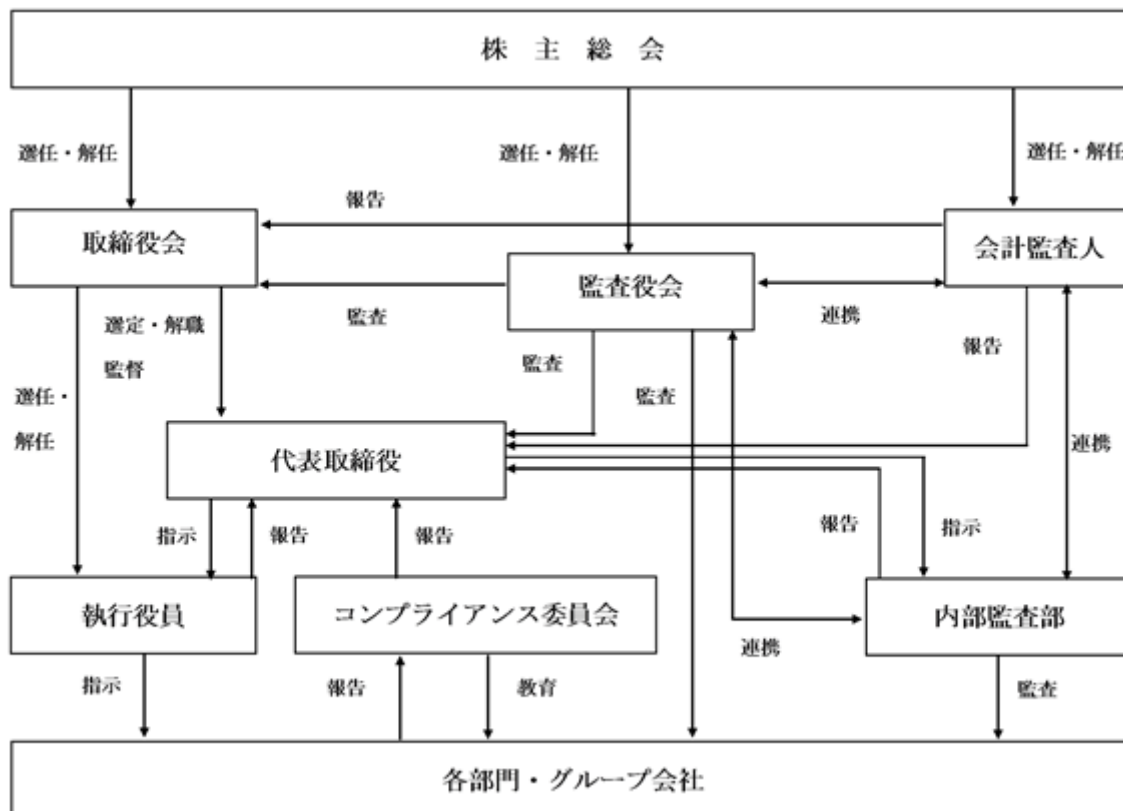 株 主 総 会
選任・解任
選任・解任
選任・解任
報告
取締役会
会計監査人
監査役会
監査
連携
選定・解職
監督
監査
監査
報告
選任・
解任
連携
代表取締役
指示
報告
報告
報告
指示
執行役員
コンプライアンス委員会
内部監査部
連携
指示
報告
教育
監査
各部門・グループ会社